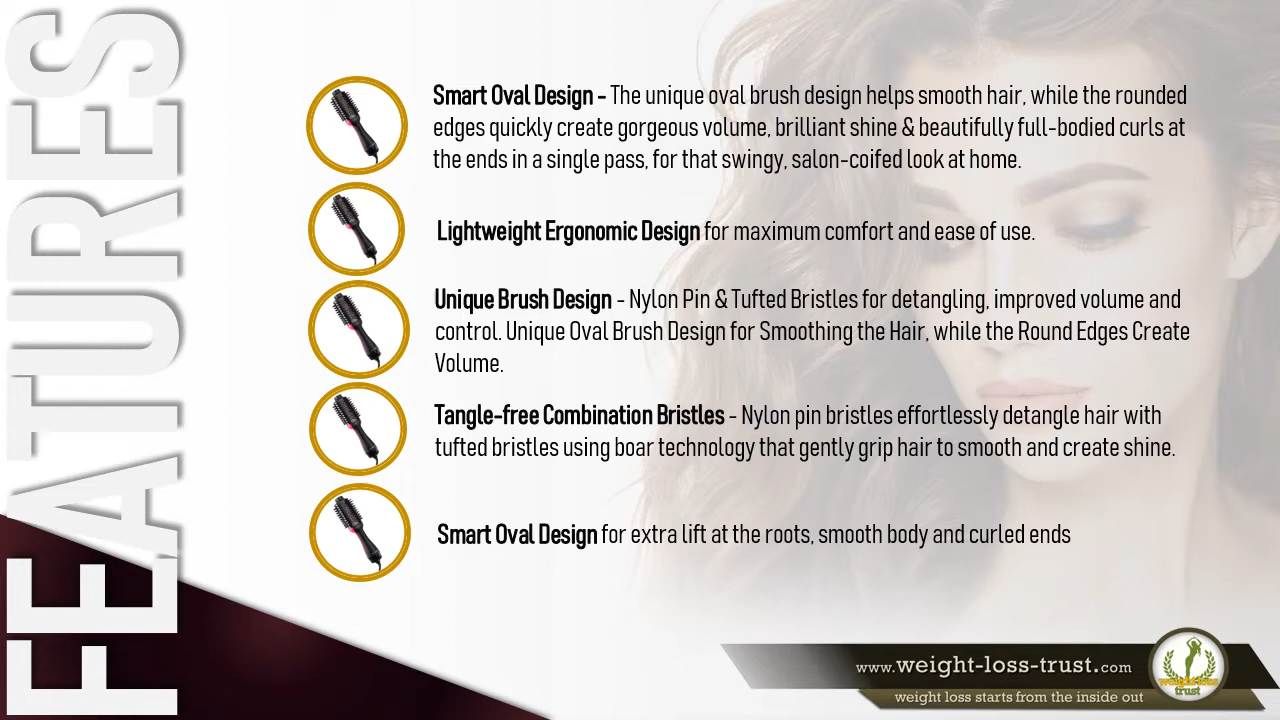 FEATURES
Smart Oval Design - The unique oval brush design helps smooth hair, while the rounded
edges quickly create gorgeous volume, brilliant shine & beautifully full-bodied curls at
the ends in a single pass, for that swingy, salon-coifed look at home.
Lightweight Ergonomic Design for maximum comfort and ease of use.
Unique Brush Design - Nylon Pin & Tufted Bristles for detangling, improved volume and
control. Unique Oval Brush Design for Smoothing the Hair, while the Round Edges Create
Volume.
Tangle-free Combination Bristles - Nylon pin bristles effortlessly detangle hair with
tufted bristles using boar technology that gently grip hair to smooth and create shine.
Smart Oval Design for extra lift at the roots, smooth body and curled ends
www.weight-loss-trust.com
weight loss starts from the inside out
weight loss
trust